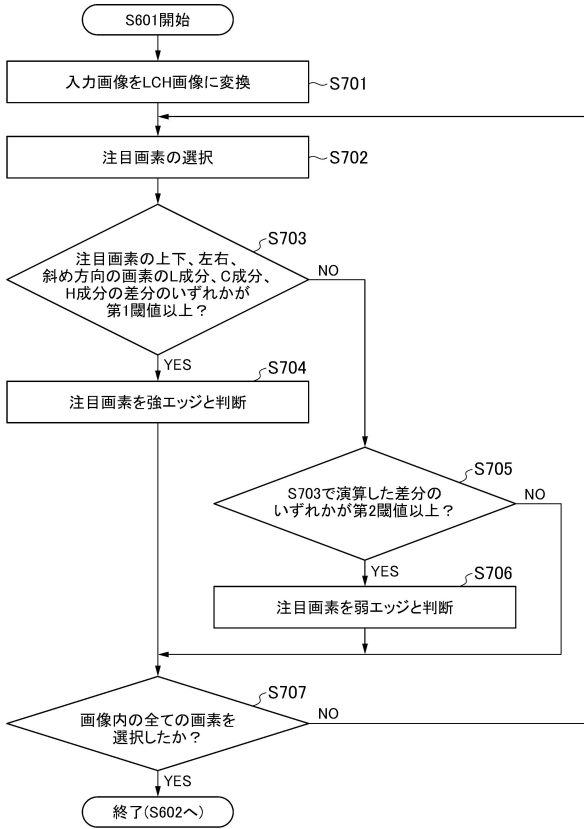 S601開始
入力画像をLCH画像に変換
S701
注目画素の選択
S702
S703
注目画素の上下、左右、
斜め方向の画素のL成分、C成分、
H成分の差分のいずれかが
第1閾値以上？
NO
YES
S704
注目画素を強エッジと判断
S705
S703で演算した差分の
いずれかが第2閾値以上？
NO
YES
S706
注目画素を弱エッジと判断
S707
画像内の全ての画素を
選択したか？
NO
YES
終了(S602へ)